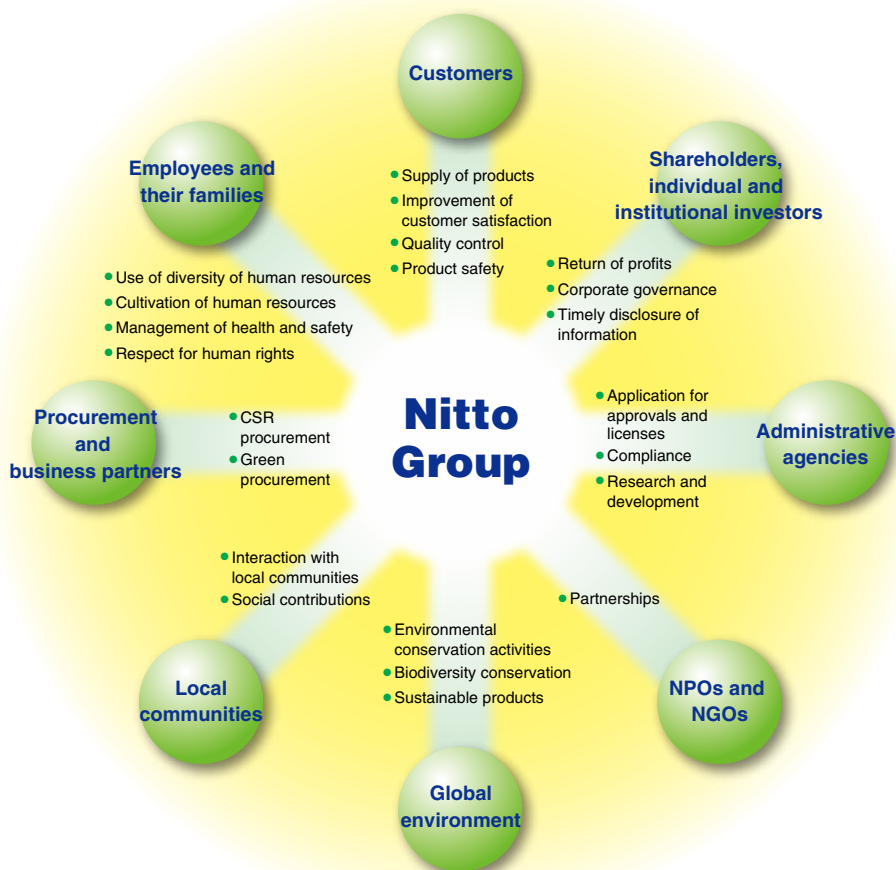 Customers
Employees and
their families
Shareholders,
individual and
institutional investors
• Supply of products
• Improvement of
customer satisfaction
• Quality control
• Product safety
• Use of diversity of human resources
• Cultivation of human resources
• Management of health and safety
• Respect for human rights
• Return of profits
• Corporate governance
• Timely disclosure of
information
Procurement
and
business partners
• CSR
procurement
• Green
procurement
Nitto
Group
• Application for
approvals and
licenses
• Compliance
• Research and
development
Administrative
agencies
• Interaction with
local communities
• Social contributions
• Environmental
conservation activities
• Biodiversity conservation
• Sustainable products
• Partnerships
Local
communities
NPOs and
NGOs
Global
environment